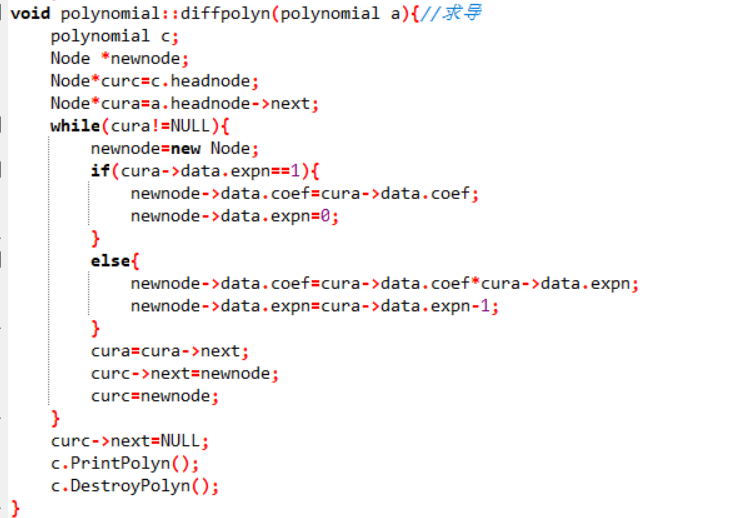 void polynomial::diffpolyn(polynomial a){//求导
    polynomial c;
    Node *newnode;
    Node*curc=c.headnode;
    Node*cura=a.headnode->next;
    while(cura!=NULL){
        newnode=new Node;
        if(cura->data.expn==1){
            newnode->data.coef=cura->data.coef;
            newnode->data.expn=0;
        }
        else{
            newnode->data.coef=cura->data.coef*cura->data.expn;
            newnode->data.expn=cura->data.expn-1;
        }
        cura=cura->next;
        curc->next=newnode;
        curc=newnode;
    }
    curc->next=NULL;
    c.PrintPolyn();
    c.DestroyPolyn();
}